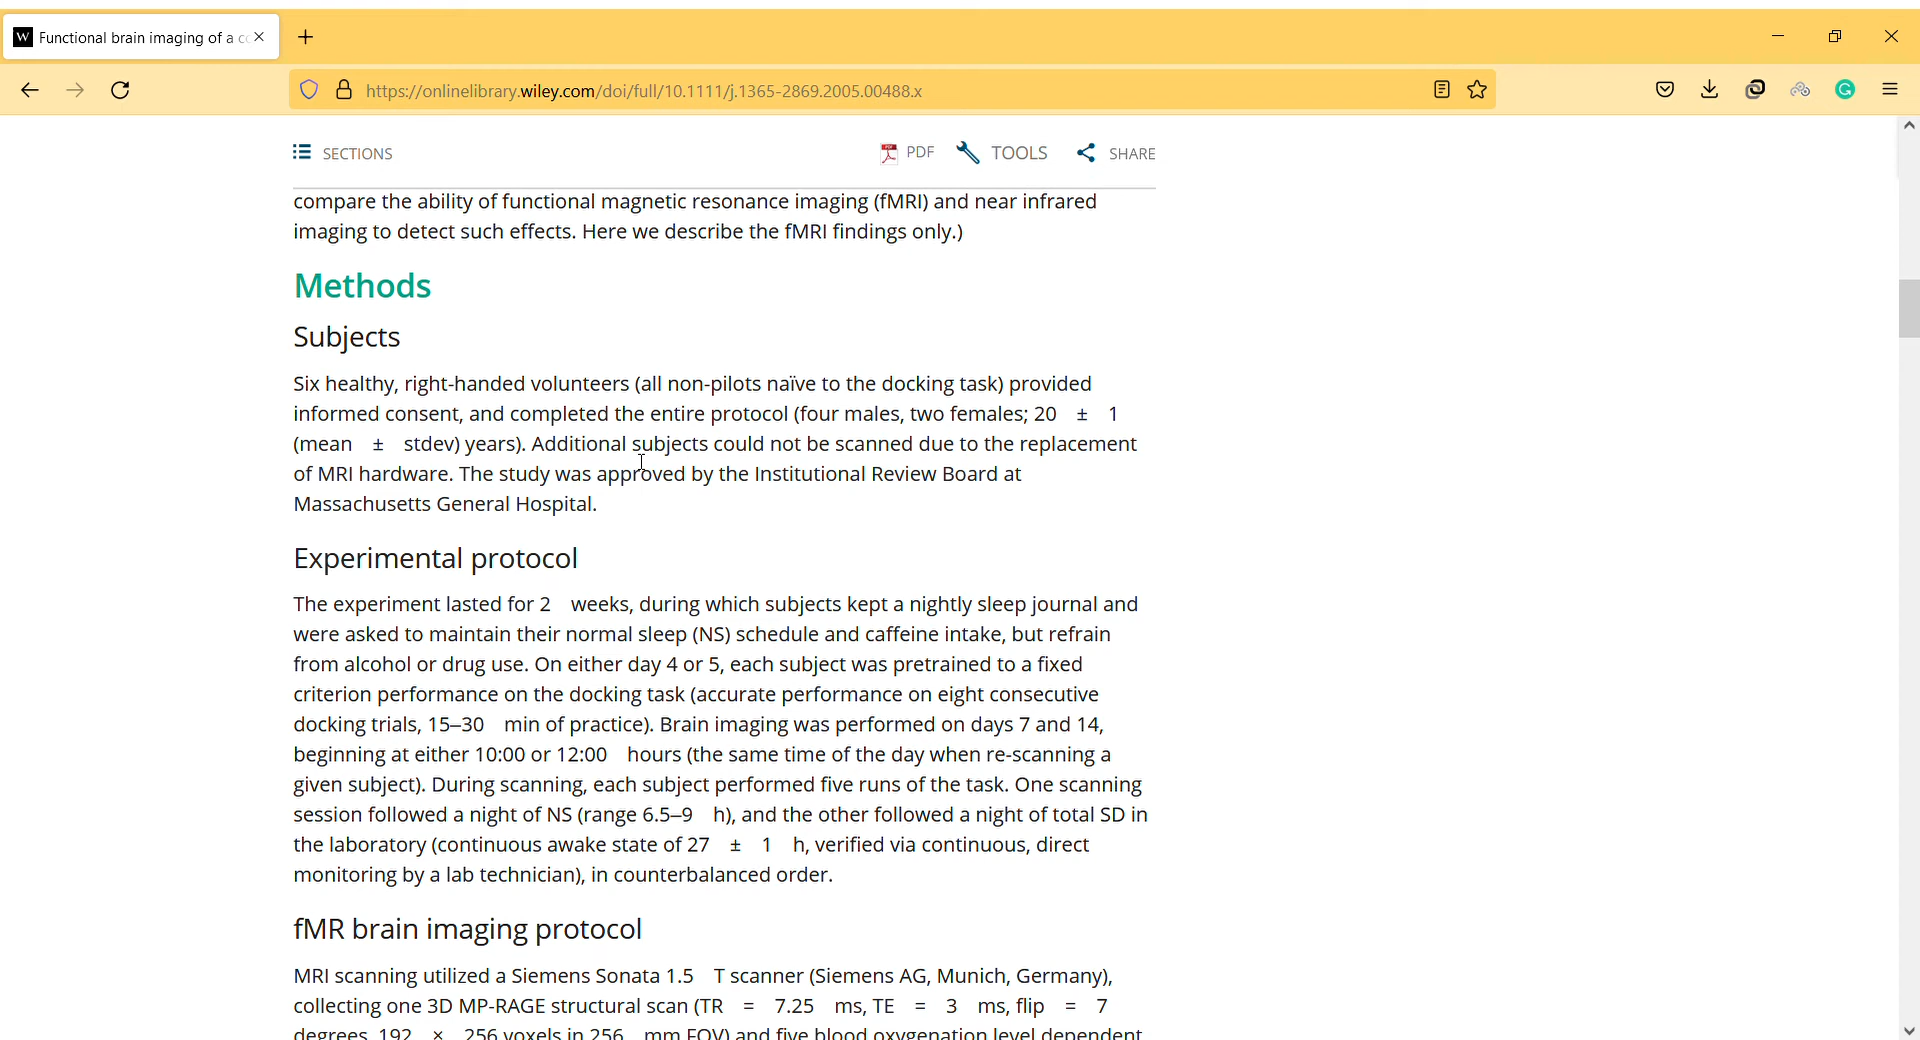 W Functional brain imaging of a co
https://onlinelibrary.wiley.com/doi/full/10.1111/j.1365-2869.2005.00488.x
G
SECTIONS
PDF
TOOLS
SHARE
compare the ability of functional magnetic resonance imaging (fMRI) and near infrared
imaging to detect such effects. Here we describe the fMRI findings only.)
Methods
Subjects
Six healthy, right-handed volunteers (all non-pilots naïve to the docking task) provided
informed consent, and completed the entire protocol (four males, two females; 20 ± 1
(mean ± stdev) years). Additional subjects could not be scanned due to the replacement
of MRI hardware. The study was approved by the Institutional Review Board at
Massachusetts General Hospital.
Experimental protocol
The experiment lasted for 2 weeks, during which subjects kept a nightly sleep journal and
were asked to maintain their normal sleep (NS) schedule and caffeine intake, but refrain
from alcohol or drug use. On either day 4 or 5, each subject was pretrained to a fixed
criterion performance on the docking task (accurate performance on eight consecutive
docking trials, 15–30 min of practice). Brain imaging was performed on days 7 and 14,
beginning at either 10:00 or 12:00 hours (the same time of the day when re-scanning a
given subject). During scanning, each subject performed five runs of the task. One scanning
session followed a night of NS (range 6.5–9 h), and the other followed a night of total SD in
the laboratory (continuous awake state of 27 ± 1 h, verified via continuous, direct
monitoring by a lab technician), in counterbalanced order.
fMR brain imaging protocol
MRI scanning utilized a Siemens Sonata 1.5 T scanner (Siemens AG, Munich, Germany),
collecting one 3D MP-RAGE structural scan (TR = 7.25 ms, TE = 3 ms, flip = 7
degrees, 192 × 256 voxels in 256 mm FOV) and five blood oxygenation level dependent